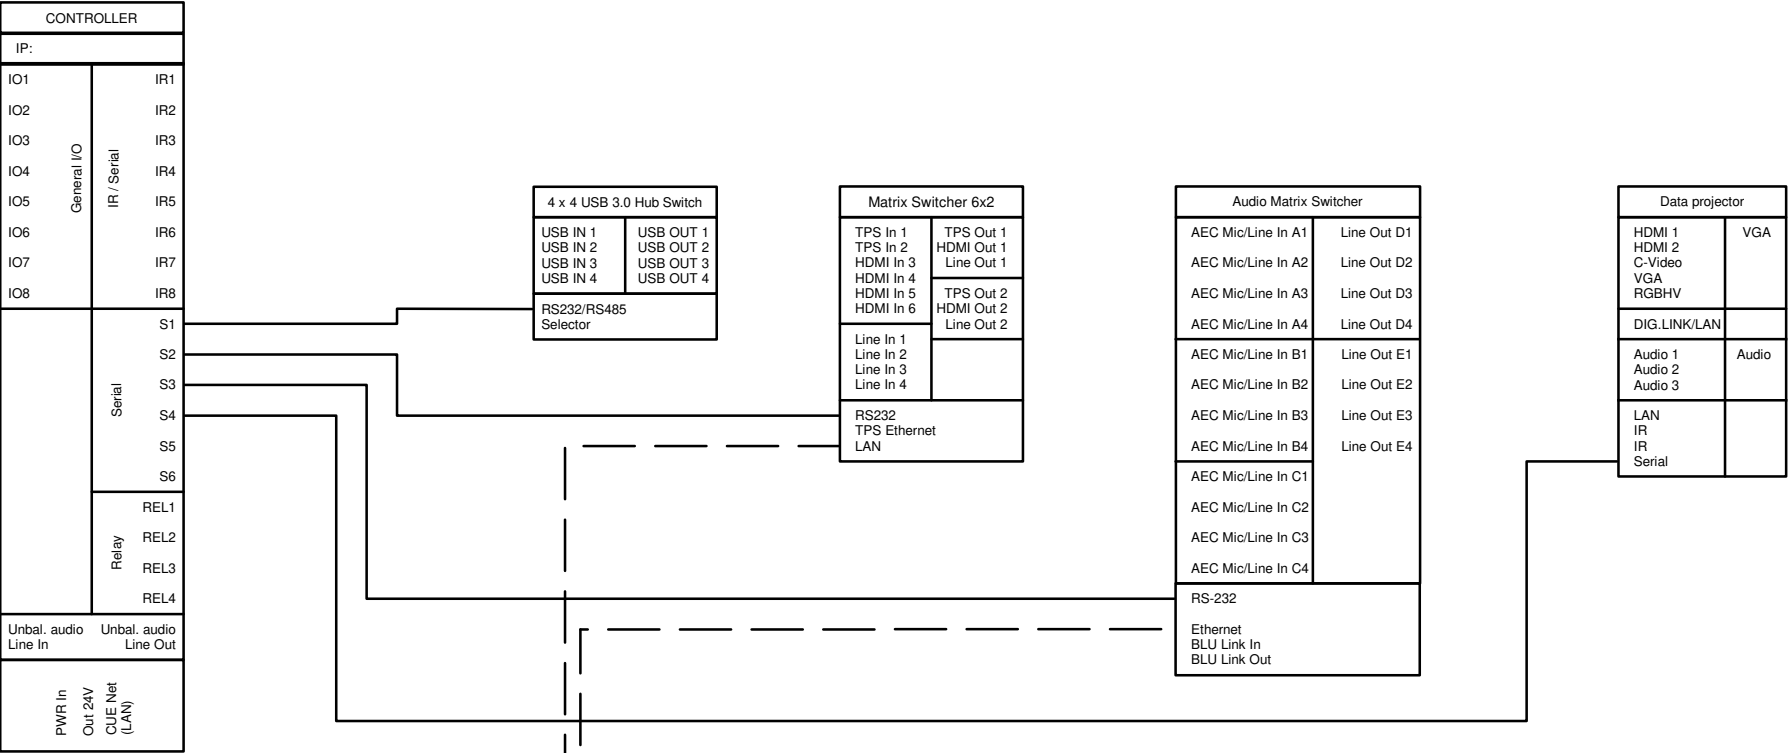 CONTROLLER
IP:
IO1
IO2
IO3
IO4
IO5
IO6
IO7
IO8
General I/O
IR / Serial
IR1
IR2
IR3
IR4
IR5
IR6
IR7
IR8
Serial
S1
S2
S3
S4
S5
S6
Relay
REL1
REL2
REL3
REL4
Unbal. audio
Line In
Unbal. audio
Line Out
PWR In
Out 24V
CUE Net
(LAN)
4 x 4 USB 3.0 Hub Switch
USB IN 1
USB IN 2
USB IN 3
USB IN 4
USB OUT 1
USB OUT 2
USB OUT 3
USB OUT 4
RS232/RS485
Selector
Matrix Switcher 6x2
TPS In 1
TPS In 2
HDMI In 3
HDMI In 4
HDMI In 5
HDMI In 6
TPS Out 1
HDMI Out 1
Line Out 1
TPS Out 2
HDMI Out 2
Line Out 2
Line In 1
Line In 2
Line In 3
Line In 4
RS232
TPS Ethernet
LAN
Audio Matrix Switcher
AEC Mic/Line In A1
AEC Mic/Line In A2
AEC Mic/Line In A3
AEC Mic/Line In A4
Line Out D1
Line Out D2
Line Out D3
Line Out D4
AEC Mic/Line In B1
AEC Mic/Line In B2
AEC Mic/Line In B3
AEC Mic/Line In B4
Line Out E1
Line Out E2
Line Out E3
Line Out E4
AEC Mic/Line In C1
AEC Mic/Line In C2
AEC Mic/Line In C3
AEC Mic/Line In C4
RS-232
Ethernet
BLU Link In
BLU Link Out
Data projector
HDMI 1
HDMI 2
C-Video
VGA
RGBHV
VGA
DIG.LINK/LAN
Audio 1
Audio 2
Audio 3
Audio
LAN
IR
IR
Serial